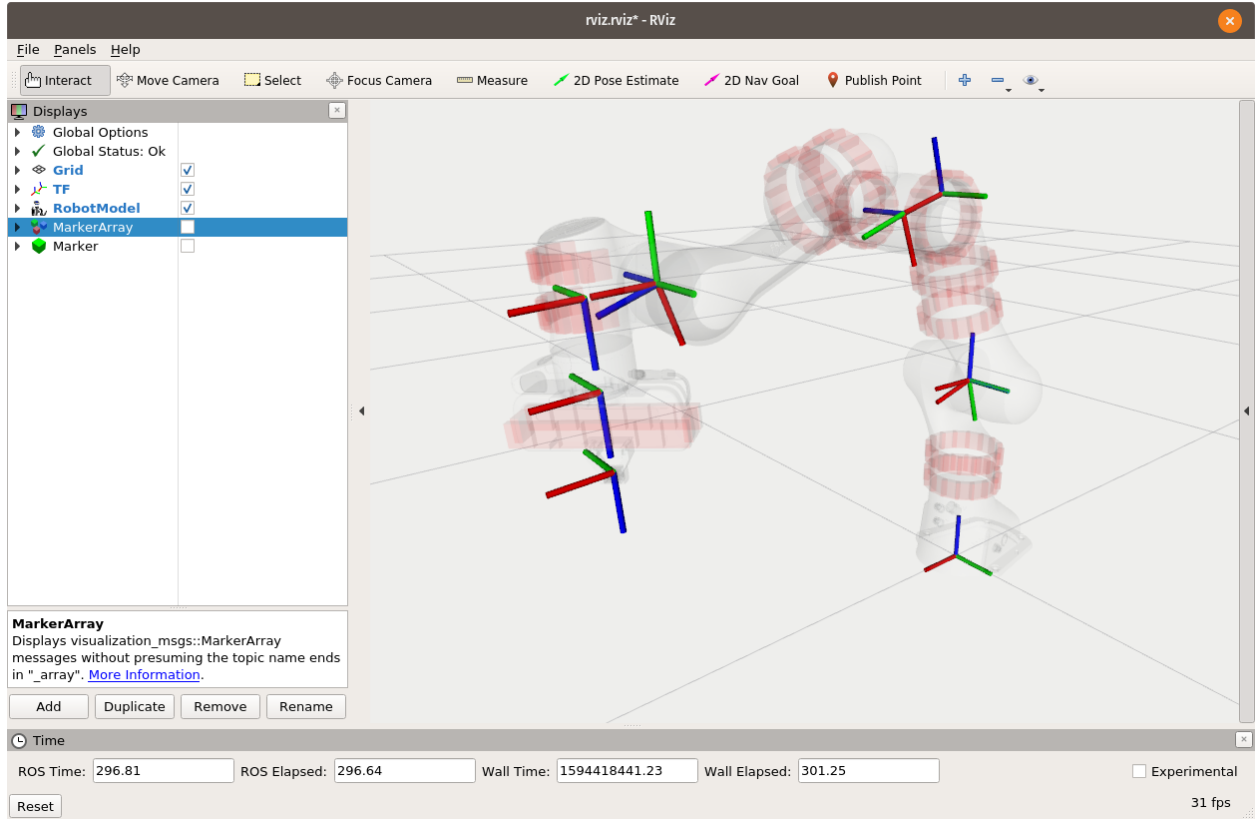 rviz.rviz* - RViz
File Panels Help
Interact Move Camera Select Focus Camera Measure 2D Pose Estimate 2D Nav Goal Publish Point
Displays
Global Options
Global Status: Ok
Grid
TF
RobotModel
MarkerArray
Marker
MarkerArray
Displays visualization_msgs::MarkerArray
messages without presuming the topic name ends
in "_array". More Information.
Add Duplicate Remove Rename
Time
ROS Time: 296.81 ROS Elapsed: 296.64 Wall Time: 1594418441.23 Wall Elapsed: 301.25 Experimental
Reset 31 fps